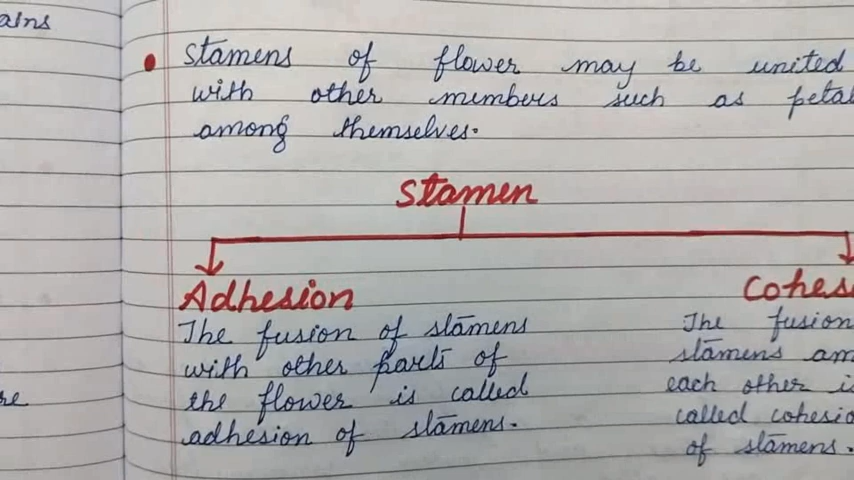 ains
• Stamens of flower may be united
with other members such as petal
among themselves.
Stamen
Adhesion
The fusion of stamens
with other parts of
the flower is called
adhesion of stamens.
Cohes
The fusion
stamens am
each other is
called cohesio
of stamens.
re